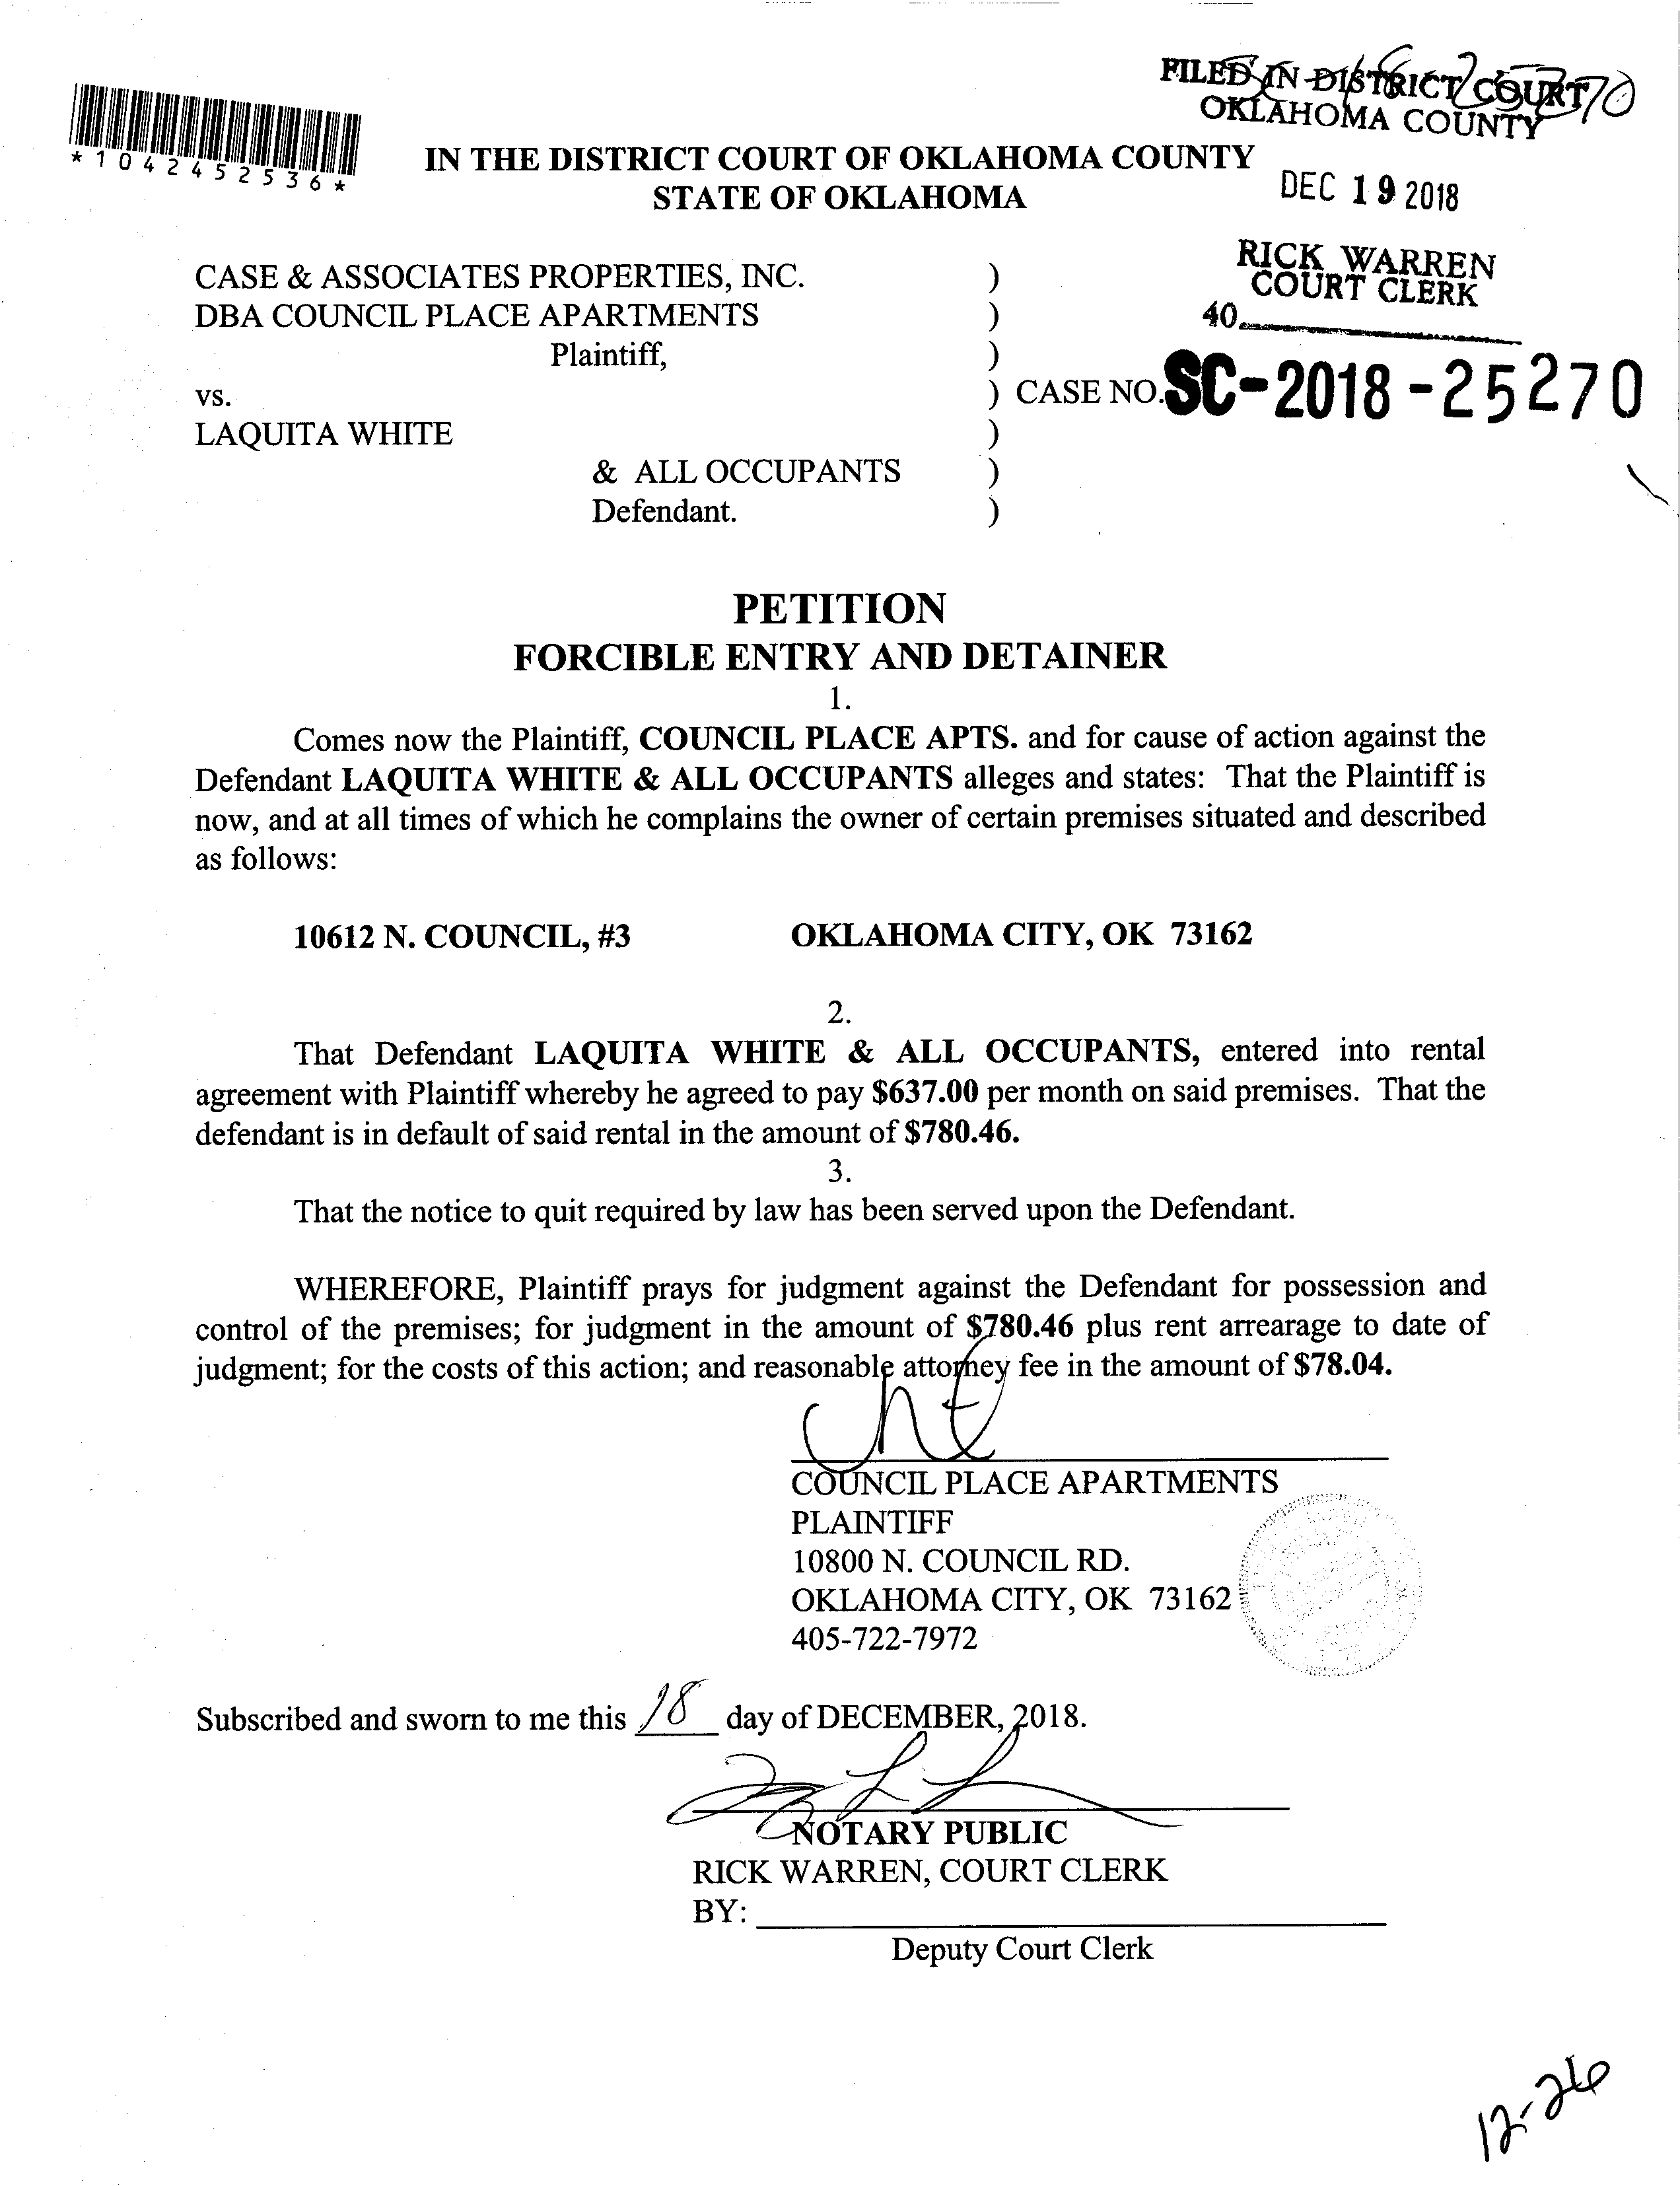 FILED IN DISTRICT COURT
OKLAHOMA COUNTY
*1042452536*
IN THE DISTRICT COURT OF OKLAHOMA COUNTY
STATE OF OKLAHOMA
DEC 19 2018
RICK WARREN
COURT CLERK
40
CASE & ASSOCIATES PROPERTIES, INC. )
DBA COUNCIL PLACE APARTMENTS )
Plaintiff, )
vs. ) CASE NO. SC-2018-25270
LAQUITA WHITE )
& ALL OCCUPANTS )
Defendant. )
PETITION
FORCIBLE ENTRY AND DETAINER
1.
Comes now the Plaintiff, COUNCIL PLACE APTS. and for cause of action against the
Defendant LAQUITA WHITE & ALL OCCUPANTS alleges and states: That the Plaintiff is
now, and at all times of which he complains the owner of certain premises situated and described
as follows:
10612 N. COUNCIL, #3 OKLAHOMA CITY, OK 73162
2.
That Defendant LAQUITA WHITE & ALL OCCUPANTS, entered into rental
agreement with Plaintiff whereby he agreed to pay $637.00 per month on said premises. That the
defendant is in default of said rental in the amount of $780.46.
3.
That the notice to quit required by law has been served upon the Defendant.
WHEREFORE, Plaintiff prays for judgment against the Defendant for possession and
control of the premises; for judgment in the amount of $780.46 plus rent arrearage to date of
judgment; for the costs of this action; and reasonable attorney fee in the amount of $78.04.
COUNCIL PLACE APARTMENTS
PLAINTIFF
10800 N. COUNCIL RD.
OKLAHOMA CITY, OK 73162
405-722-7972
Subscribed and sworn to me this 18 day of DECEMBER, 2018.
NOTARY PUBLIC
RICK WARREN, COURT CLERK
BY:
Deputy Court Clerk
12-26